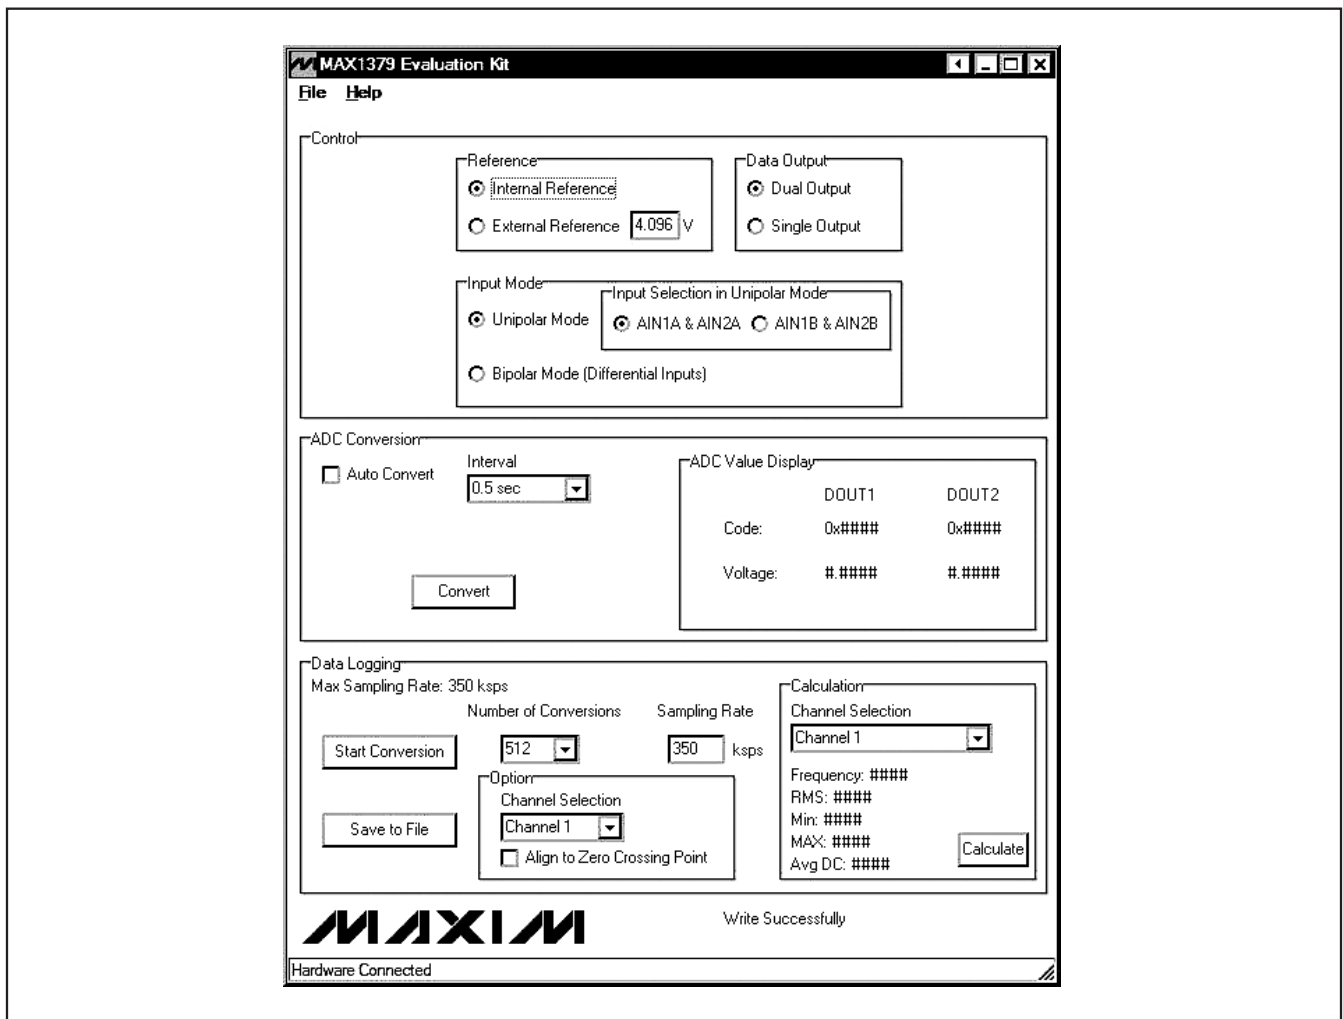 MAX1379 Evaluation Kit
File Help
Control
Reference
Internal Reference
External Reference 4.096 V
Data Output
Dual Output
Single Output
Input Mode
Unipolar Mode
Input Selection in Unipolar Mode
AIN1A & AIN2A AIN1B & AIN2B
Bipolar Mode (Differential Inputs)
ADC Conversion
Auto Convert
Interval
0.5 sec
Convert
ADC Value Display
DOUT1 DOUT2
Code: 0x#### 0x####
Voltage: #.#### #.####
Data Logging
Max Sampling Rate: 350 ksps
Number of Conversions Sampling Rate
Start Conversion 512 350 ksps
Option
Channel Selection
Channel 1
Align to Zero Crossing Point
Save to File
Calculation
Channel Selection
Channel 1
Frequency: ####
RMS: ####
Min: ####
MAX: ####
Avg DC: ####
Calculate
MAXIM
Write Successfully
Hardware Connected